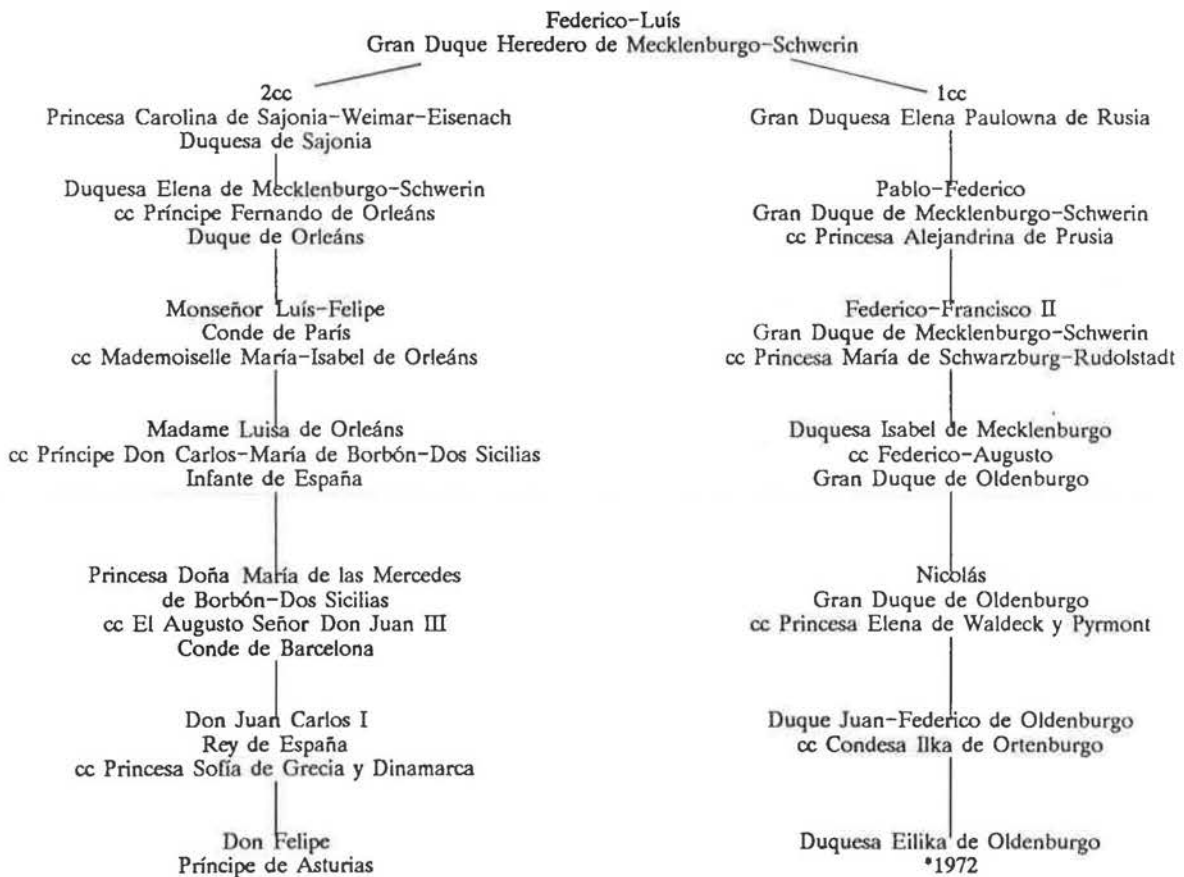 Federico-Luís
Gran Duque Heredero de Mecklenburgo-Schwerin
2cc
Princesa Carolina de Sajonia-Weimar-Eisenach
Duquesa de Sajonia
Duquesa Elena de Mecklenburgo-Schwerin
cc Príncipe Fernando de Orleáns
Duque de Orleáns
Monseñor Luís-Felipe
Conde de París
cc Mademoiselle María-Isabel de Orleáns
Madame Luisa de Orleáns
cc Príncipe Don Carlos-María de Borbón-Dos Sicilias
Infante de España
Princesa Doña María de las Mercedes
de Borbón-Dos Sicilias
cc El Augusto Señor Don Juan III
Conde de Barcelona
Don Juan Carlos I
Rey de España
cc Princesa Sofía de Grecia y Dinamarca
Don Felipe
Príncipe de Asturias
1cc
Gran Duquesa Elena Paulowna de Rusia
Pablo-Federico
Gran Duque de Mecklenburgo-Schwerin
cc Princesa Alejandrina de Prusia
Federico-Francisco II
Gran Duque de Mecklenburgo-Schwerin
cc Princesa María de Schwarzburg-Rudolstadt
Duquesa Isabel de Mecklenburgo
cc Federico-Augusto
Gran Duque de Oldenburgo
Nicolás
Gran Duque de Oldenburgo
cc Princesa Elena de Waldeck y Pyrmont
Duque Juan-Federico de Oldenburgo
cc Condesa Ilka de Ortenburgo
Duquesa Eilika de Oldenburgo
*1972